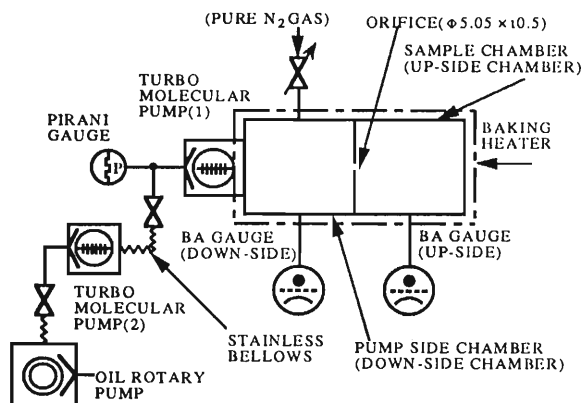 (PURE N2GAS)
ORIFICE(Φ5.05 × t0.5)
SAMPLE CHAMBER
(UP-SIDE CHAMBER)
TURBO
MOLECULAR
PUMP(1)
PIRANI
GAUGE
P
BAKING
HEATER
BA GAUGE
(DOWN-SIDE)
BA GAUGE
(UP-SIDE)
TURBO
MOLECULAR
PUMP(2)
STAINLESS
BELLOWS
PUMP SIDE CHAMBER
(DOWN-SIDE CHAMBER)
OIL ROTARY
PUMP